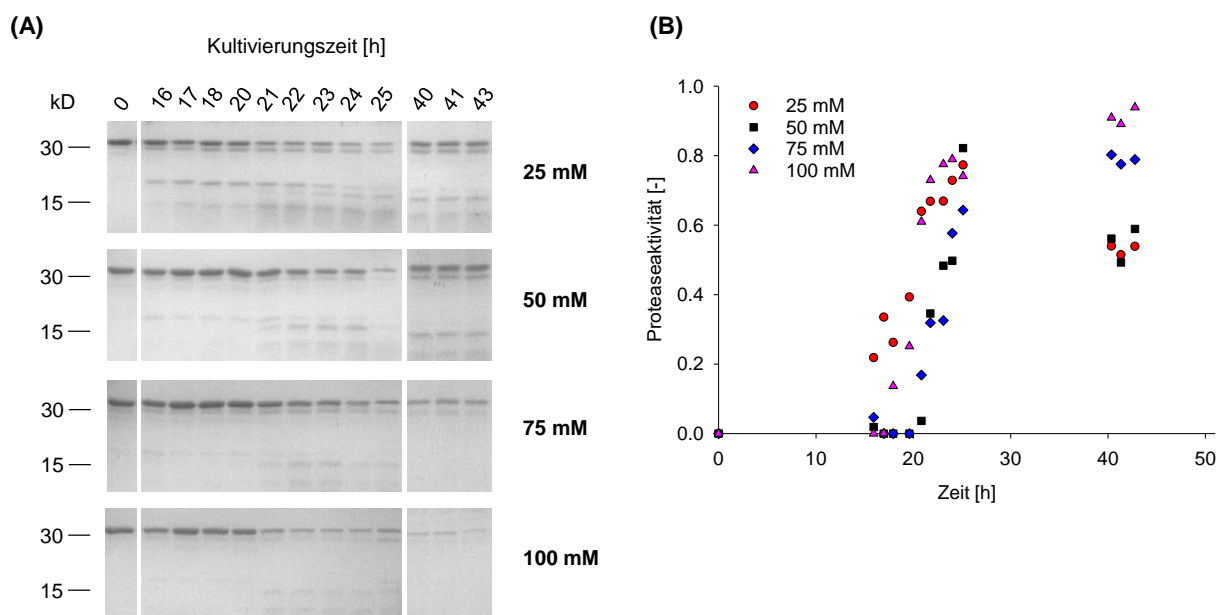 (A)
Kultivierungszeit [h]
kD
0 16 17 18 20 21 22 23 24 25 40 41 43
30
15
25 mM
30
15
50 mM
30
15
75 mM
30
15
100 mM
(B)
1.0
0.8
0.6
0.4
0.2
0.0
Proteaseaktivität [-]
25 mM
50 mM
75 mM
100 mM
0 10 20 30 40 50
Zeit [h]